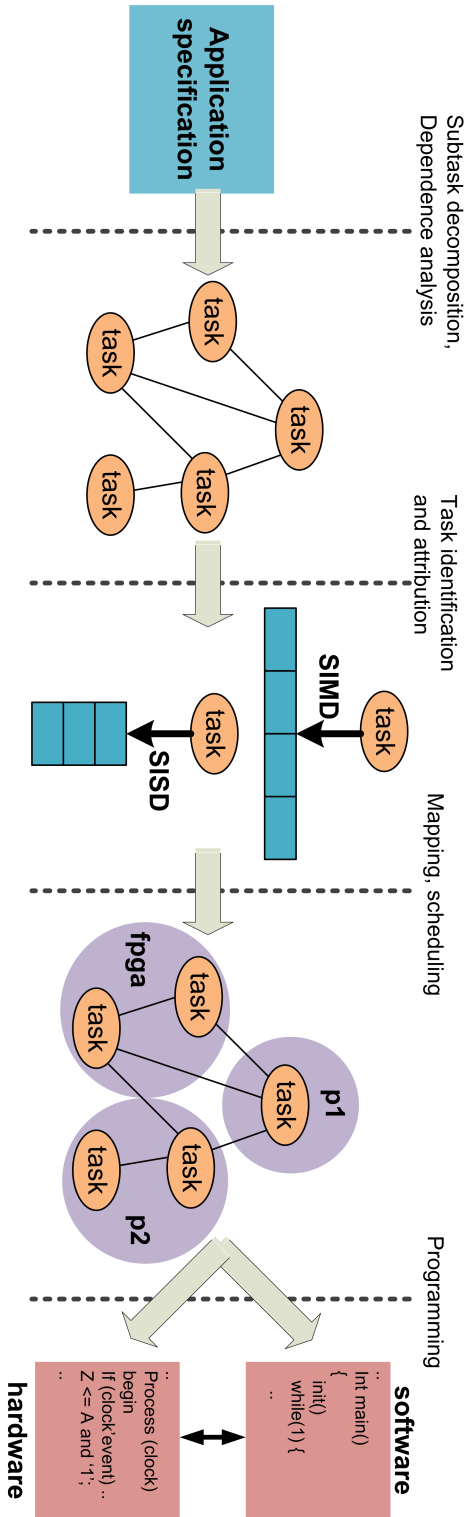 Subtask decomposition,
Dependence analysis
Task identification
and attribution
Mapping, scheduling
Programming
Application
specification
task
task
task
task
task
task
task
SIMD
task
SISD
p1
task
fpga
task
task
task
task
p2
software
..
Int main()
{
init()
while(1) {
..
..
Process (clock)
begin
If (clock'event) ..
Z <= A and ‘1’;
..
hardware